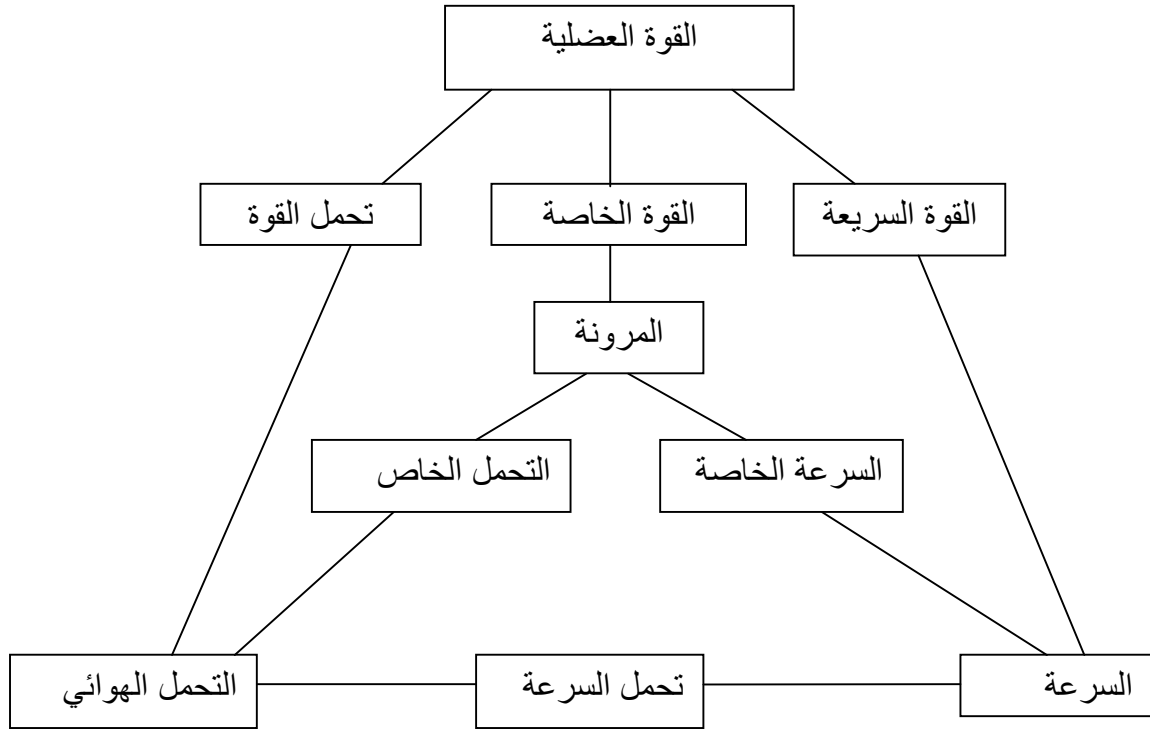 القوة العضلية
القوة السريعة
القوة الخاصة
تحمل القوة
المرونة
السرعة الخاصة
التحمل الخاص
السرعة
تحمل السرعة
التحمل الهوائي